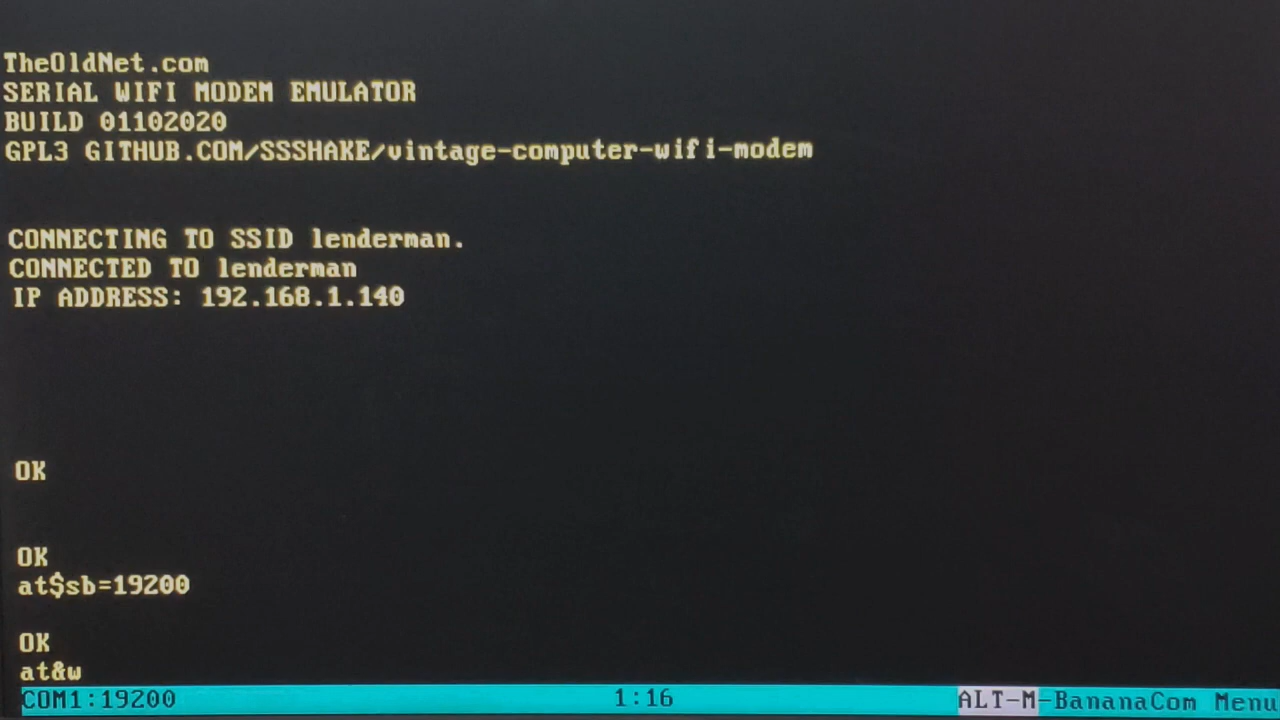 TheOldNet.com
SERIAL WIFI MODEM EMULATOR
BUILD 01102020
GPL3 GITHUB.COM/SSSHAKE/vintage-computer-wifi-modem
CONNECTING TO SSID lenderman.
CONNECTED TO lenderman
IP ADDRESS: 192.168.1.140
OK
OK
at$sb=19200
OK
at&w
COM1:19200 1:16 ALT-M-BananaCom Menu